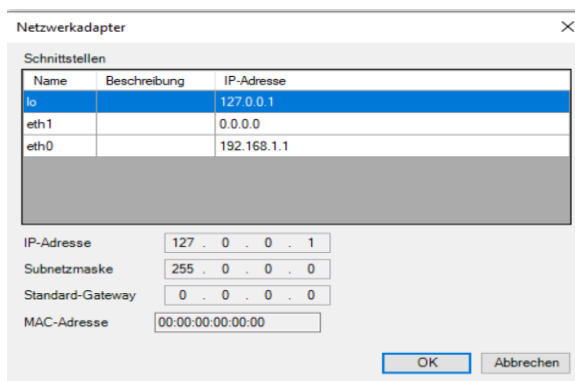 Netzwerkadapter
Schnittstellen
Name Beschreibung IP-Adresse
lo 127.0.0.1
eth1 0.0.0.0
eth0 192.168.1.1
IP-Adresse 127 . 0 . 0 . 1
Subnetzmaske 255 . 0 . 0 . 0
Standard-Gateway 0 . 0 . 0 . 0
MAC-Adresse 00:00:00:00:00:00
OK Abbrechen